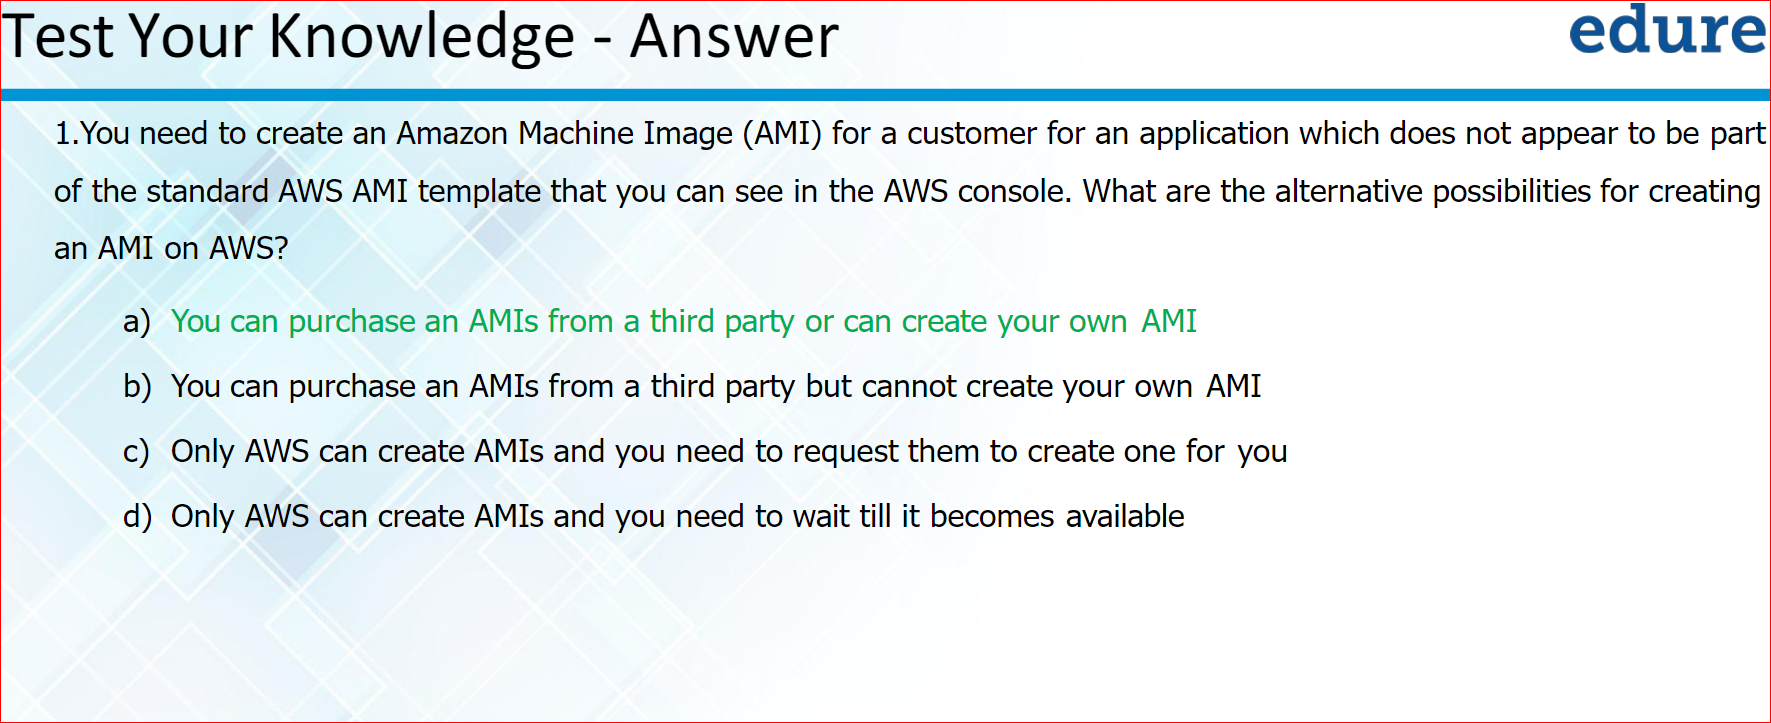 Test Your Knowledge - Answer
edure
1.You need to create an Amazon Machine Image (AMI) for a customer for an application which does not appear to be part
of the standard AWS AMI template that you can see in the AWS console. What are the alternative possibilities for creating
an AMI on AWS?
a) You can purchase an AMIs from a third party or can create your own AMI
b) You can purchase an AMIs from a third party but cannot create your own AMI
c) Only AWS can create AMIs and you need to request them to create one for you
d) Only AWS can create AMIs and you need to wait till it becomes available